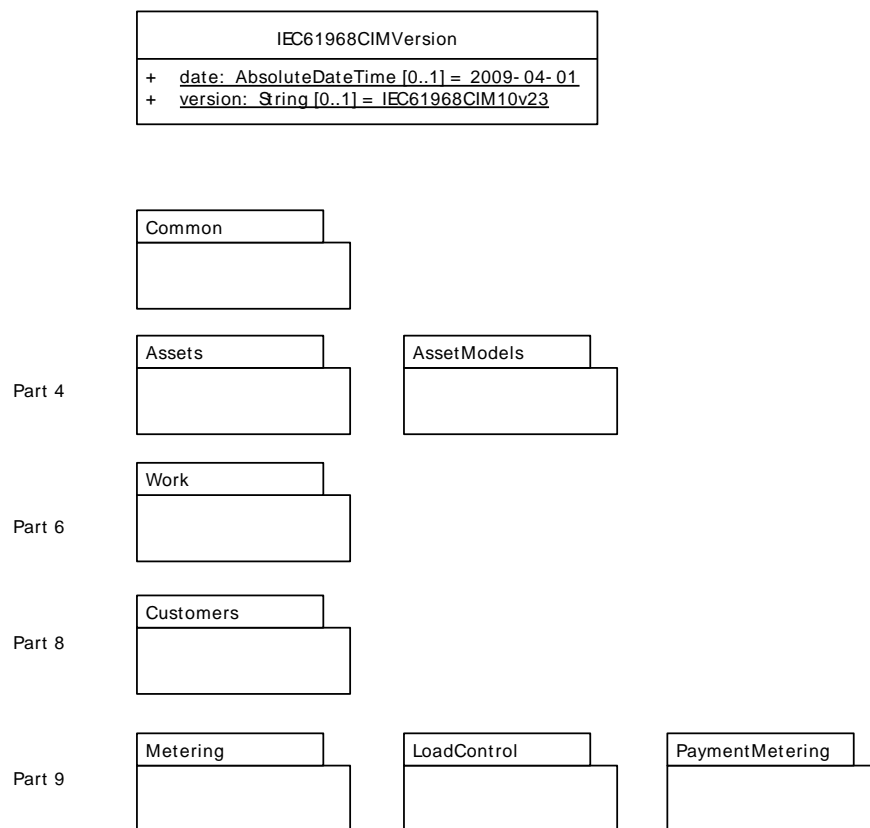 IEC61968CIMVersion
+ date: AbsoluteDateTime [0..1] = 2009-04-01
+ version: String [0..1] = IEC61968CIM10v23
Common
Assets
AssetModels
Part 4
Work
Part 6
Customers
Part 8
Metering
LoadControl
PaymentMetering
Part 9